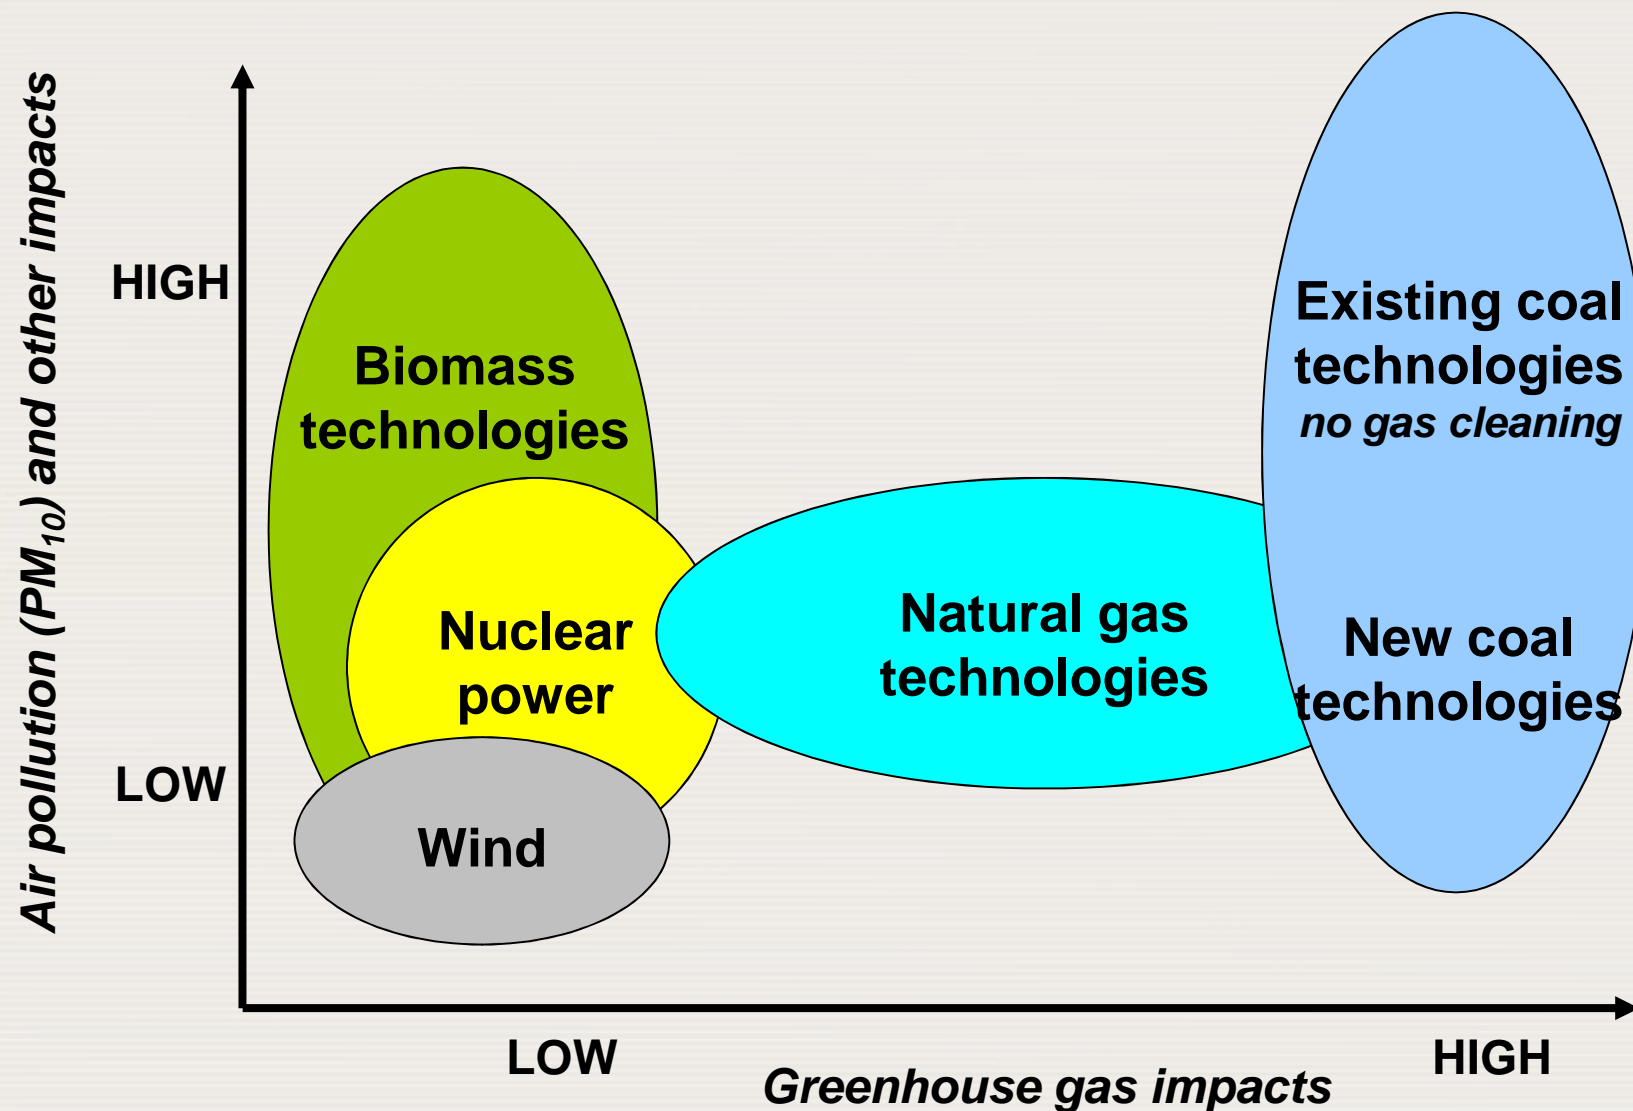 Air pollution (PM₁₀) and other impacts
HIGH
LOW
Biomass
technologies
Nuclear
power
Wind
Natural gas
technologies
Existing coal
technologies
no gas cleaning
New coal
technologies
LOW
HIGH
Greenhouse gas impacts